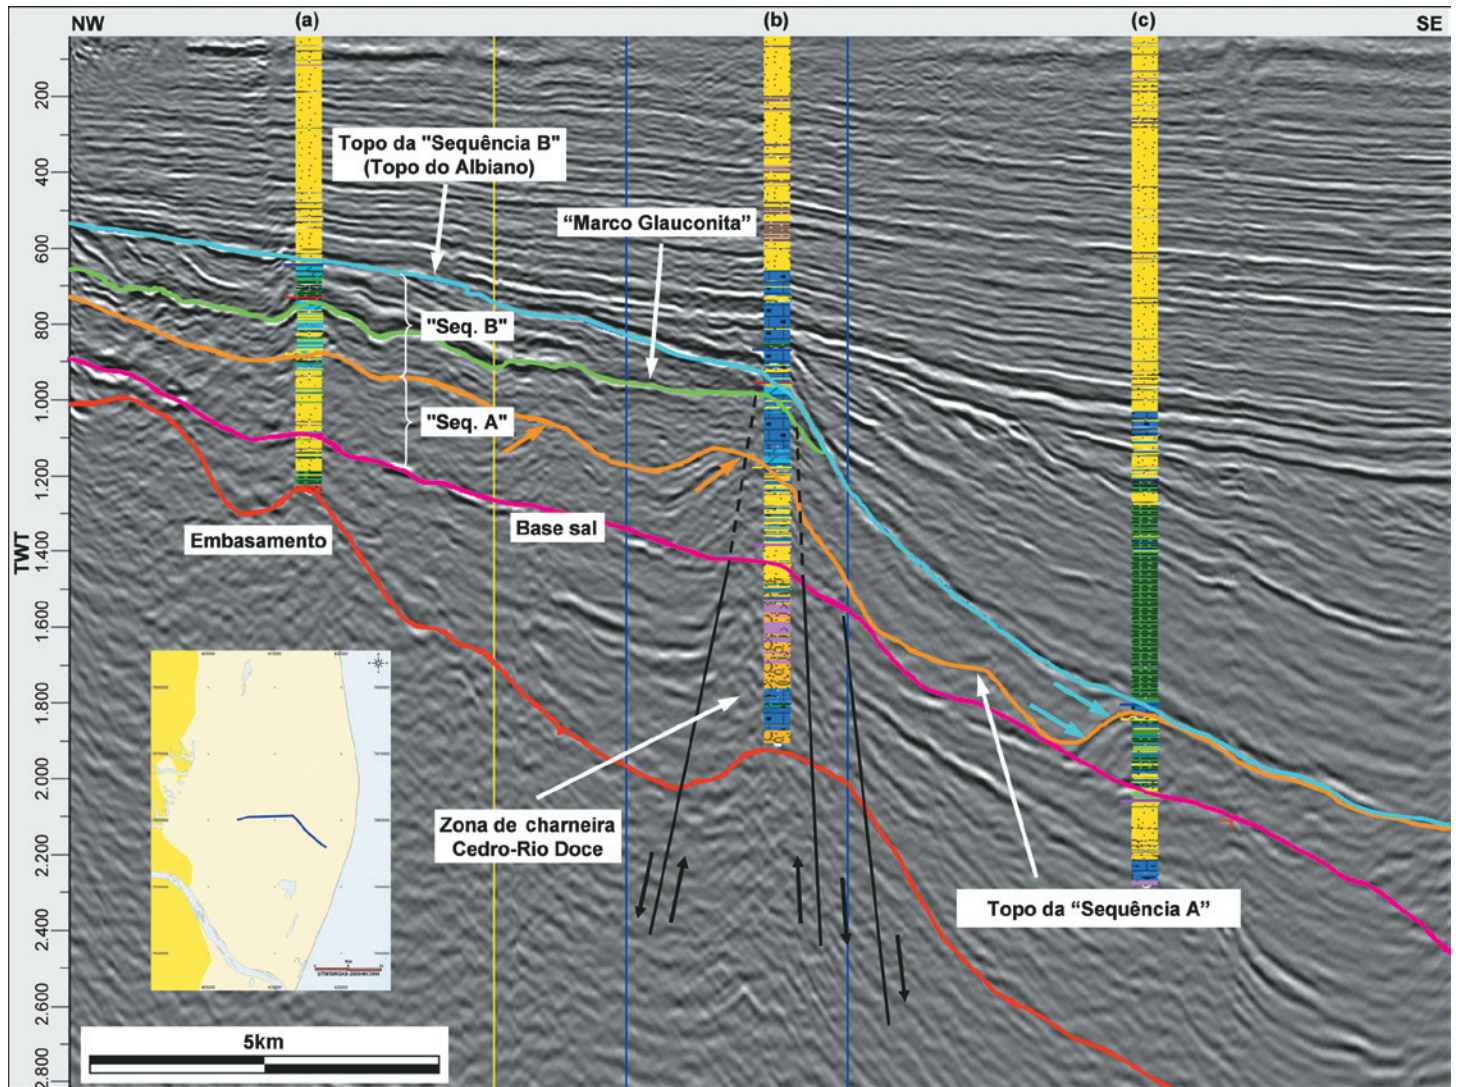 NW
(a)
(b)
(c)
SE
TWT
200
400
600
800
1.000
1.200
1.400
1.600
1.800
2.000
2.200
2.400
2.600
2.800
Topo da "Sequência B"
(Topo do Albiano)
“Marco Glauconita”
"Seq. B"
"Seq. A"
Base sal
Embasamento
Zona de charneira
Cedro-Rio Doce
Topo da “Sequência A”
5km